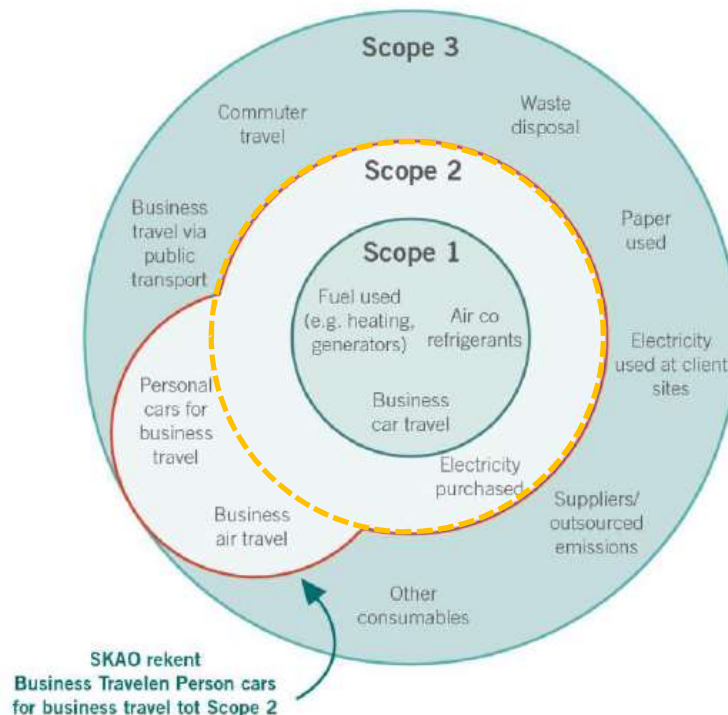 Scope 3
Commuter
travel
Waste
disposal
Scope 2
Business
travel via
public
transport
Paper
used
Scope 1
Fuel used
(e.g. heating,
generators)
Air co
refrigerants
Electricity
used at client
sites
Personal
cars for
business
travel
Business
car travel
Electricity
purchased
Business
air travel
Suppliers/
outsourced
emissions
Other
consumables
SKAO rekent
Business Travelen Person cars
for business travel tot Scope 2